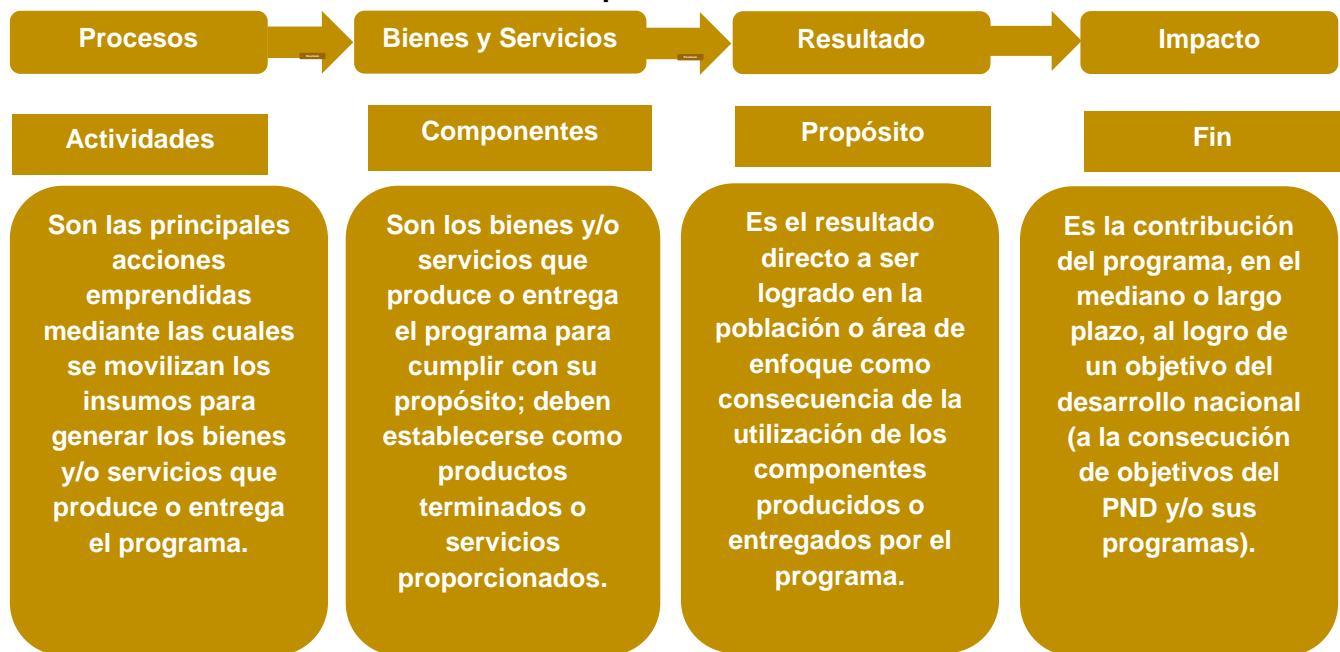 Procesos
Bienes y Servicios
Resultado
Impacto
Actividades
Componentes
Propósito
Fin
Son las principales
acciones
emprendidas
mediante las cuales
se movilizan los
insumos para
generar los bienes
y/o servicios que
produce o entrega
el programa.
Son los bienes y/o
servicios que
produce o entrega
el programa para
cumplir con su
propósito; deben
establecerse como
productos
terminados o
servicios
proporcionados.
Es el resultado
directo a ser
logrado en la
población o área de
enfoque como
consecuencia de la
utilización de los
componentes
producidos o
entregados por el
programa.
Es la contribución
del programa, en el
mediano o largo
plazo, al logro de
un objetivo del
desarrollo nacional
(a la consecución
de objetivos del
PND y/o sus
programas).